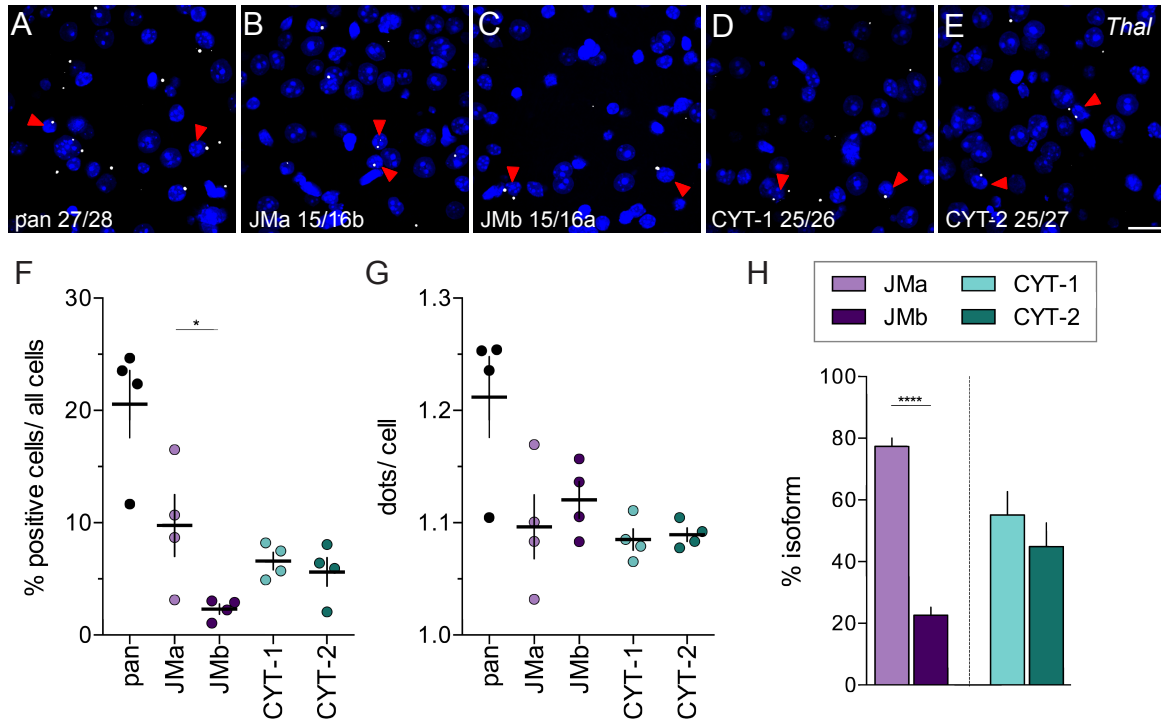 A
B
C
D
E
Thal
pan 27/28
JMa 15/16b
JMb 15/16a
CYT-1 25/26
CYT-2 25/27
F
G
H
JMa
CYT-1
JMb
CYT-2
% positive cells/ all cells
30
20
10
0
*
pan
JMa
JMb
CYT-1
CYT-2
dots/ cell
1.3
1.2
1.1
1.0
pan
JMa
JMb
CYT-1
CYT-2
% isoform
100
80
60
40
20
0
****